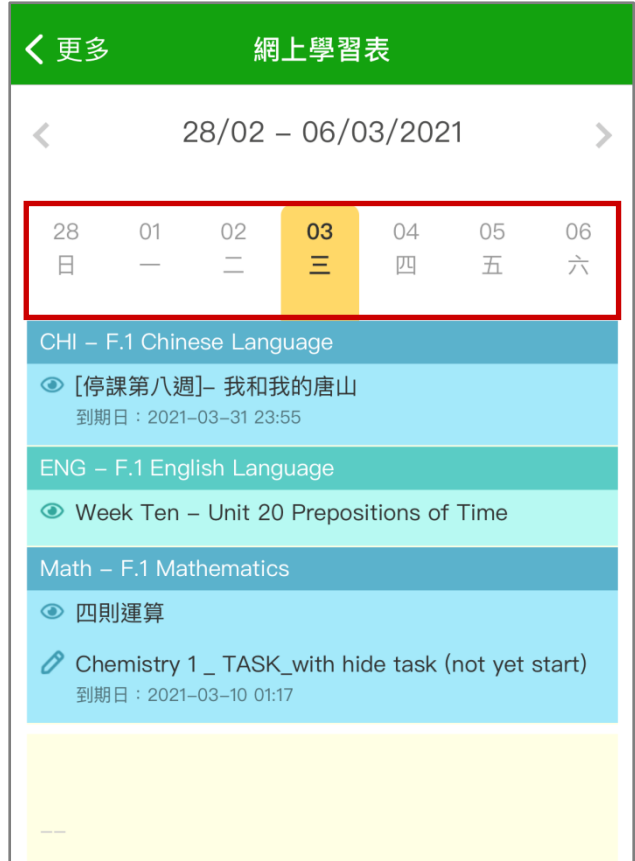 更多 網上學習表
28/02 – 06/03/2021
28 01 02 03 04 05 06
日 一 二 三 四 五 六
CHI – F.1 Chinese Language
[停課第八週]– 我和我的唐山
到期日：2021–03–31 23:55
ENG – F.1 English Language
Week Ten – Unit 20 Prepositions of Time
Math – F.1 Mathematics
四則運算
Chemistry 1 _ TASK_with hide task (not yet start)
到期日：2021–03–10 01:17
––